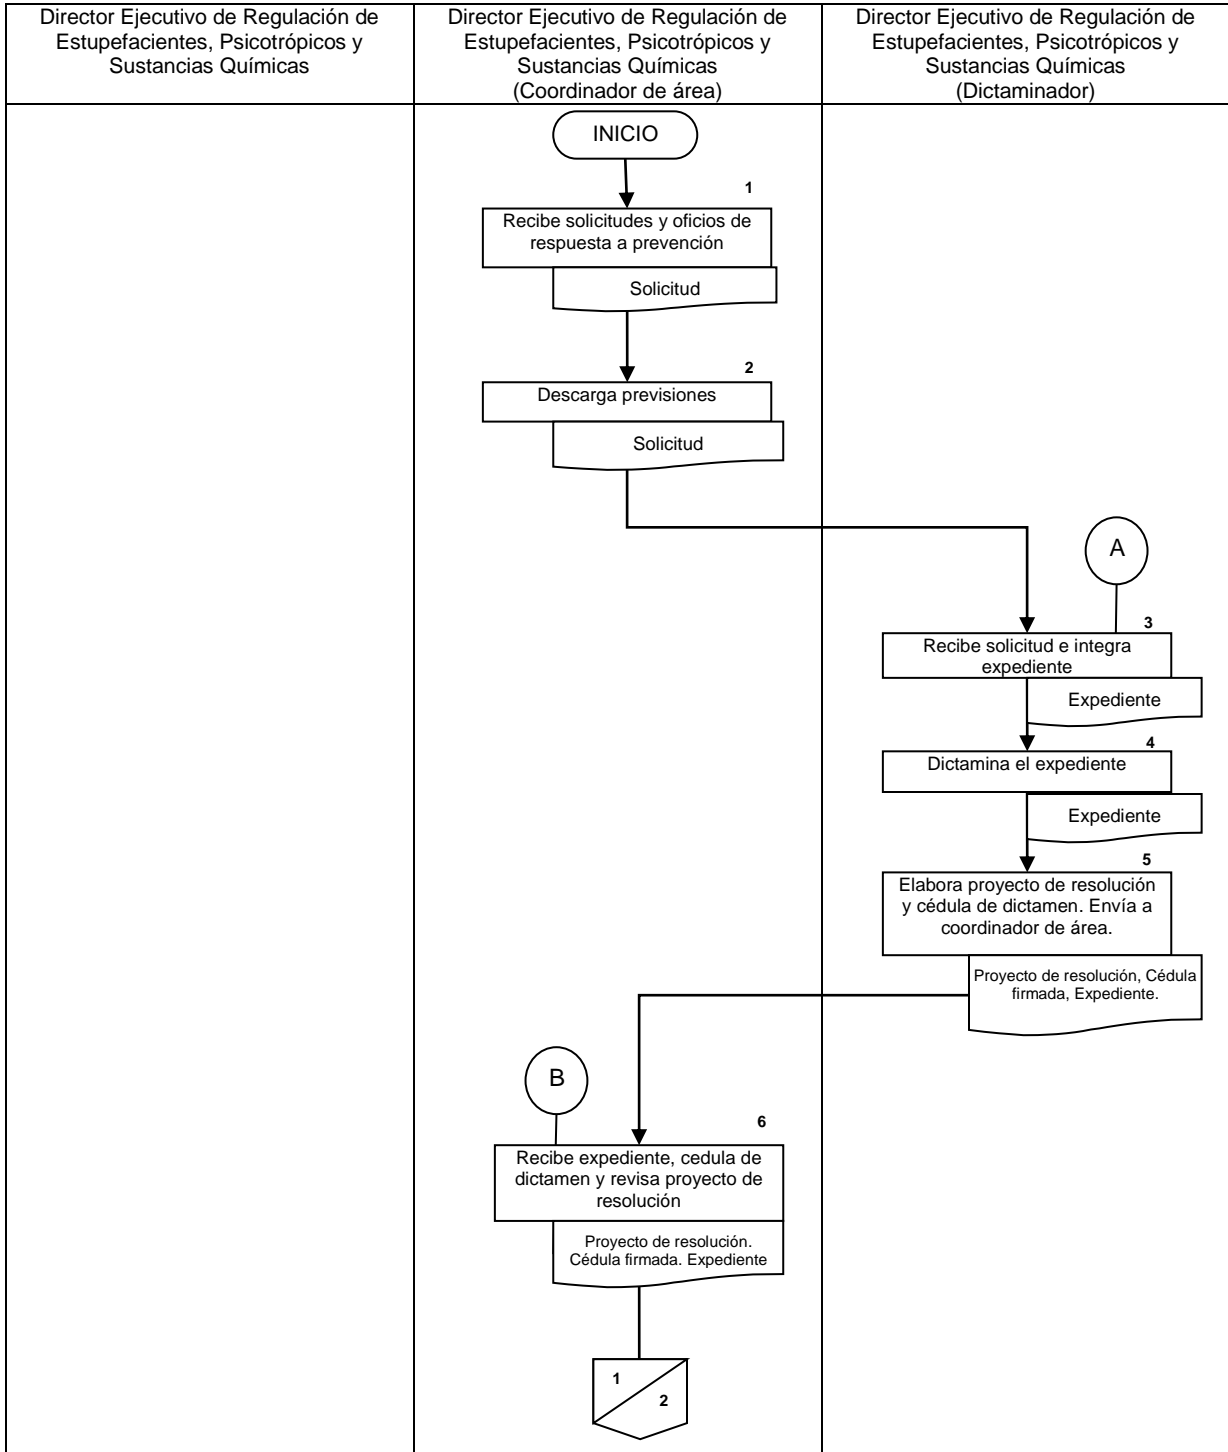 Director Ejecutivo de Regulación de
Estupefacientes, Psicotrópicos y
Sustancias Químicas
Director Ejecutivo de Regulación de
Estupefacientes, Psicotrópicos y
Sustancias Químicas
(Coordinador de área)
Director Ejecutivo de Regulación de
Estupefacientes, Psicotrópicos y
Sustancias Químicas
(Dictaminador)
INICIO
1
Recibe solicitudes y oficios de
respuesta a prevención
Solicitud
2
Descarga previsiones
Solicitud
A
3
Recibe solicitud e integra
expediente
Expediente
4
Dictamina el expediente
Expediente
5
Elabora proyecto de resolución
y cédula de dictamen. Envía a
coordinador de área.
Proyecto de resolución, Cédula
firmada, Expediente.
B
6
Recibe expediente, cedula de
dictamen y revisa proyecto de
resolución
Proyecto de resolución.
Cédula firmada. Expediente
1
2